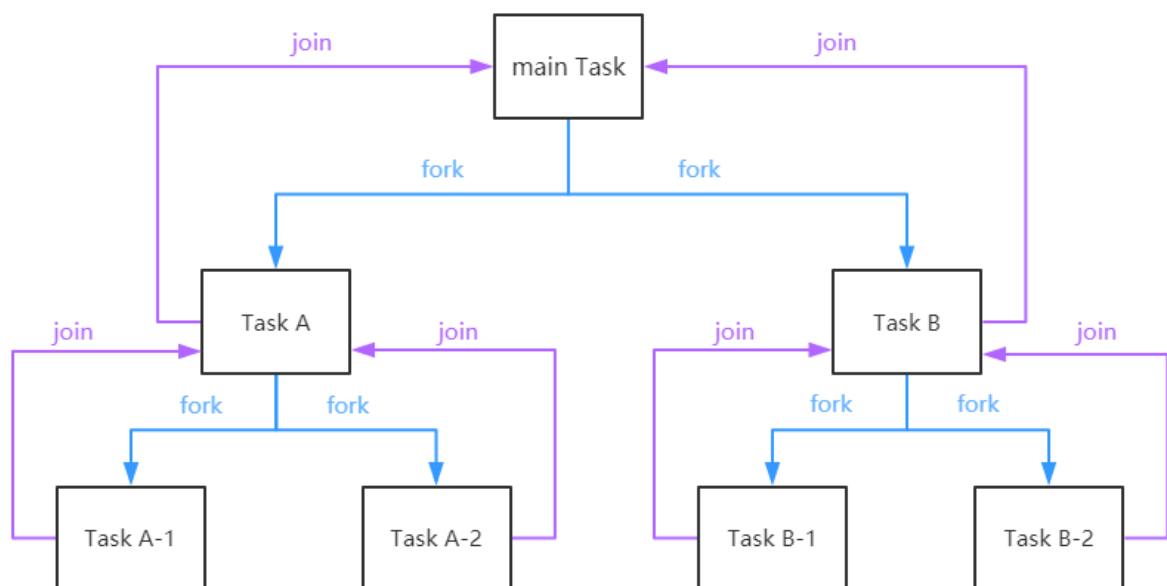 join
join
main Task
fork
fork
Task A
Task B
join
join
join
join
fork
fork
fork
fork
Task A-1
Task A-2
Task B-1
Task B-2